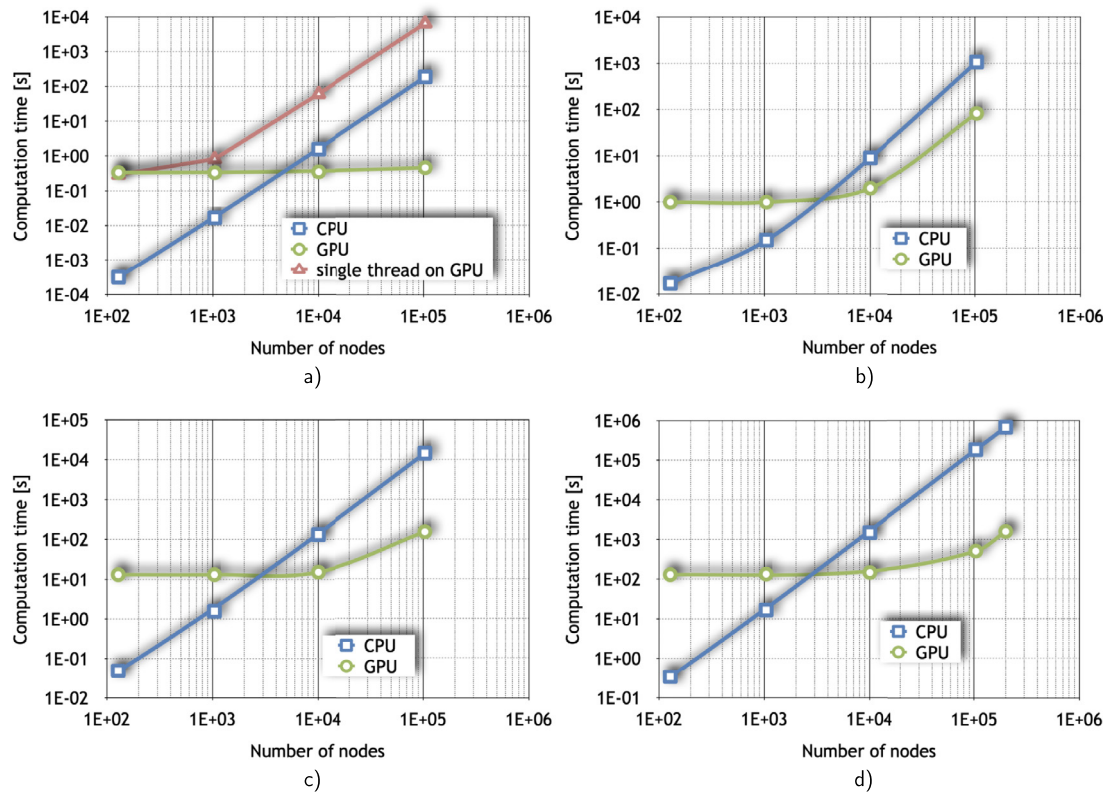 Computation time [s]
1E+04
1E+03
1E+02
1E+01
1E+00
1E-01
1E-02
1E-03
1E-04
CPU
GPU
single thread on GPU
1E+02 1E+03 1E+04 1E+05 1E+06
Number of nodes
a)
Computation time [s]
1E+04
1E+03
1E+02
1E+01
1E+00
1E-01
1E-02
CPU
GPU
1E+02 1E+03 1E+04 1E+05 1E+06
Number of nodes
b)
Computation time [s]
1E+05
1E+04
1E+03
1E+02
1E+01
1E+00
1E-01
1E-02
CPU
GPU
1E+02 1E+03 1E+04 1E+05 1E+06
Number of nodes
c)
Computation time [s]
1E+06
1E+05
1E+04
1E+03
1E+02
1E+01
1E+00
1E-01
CPU
GPU
1E+02 1E+03 1E+04 1E+05 1E+06
Number of nodes
d)